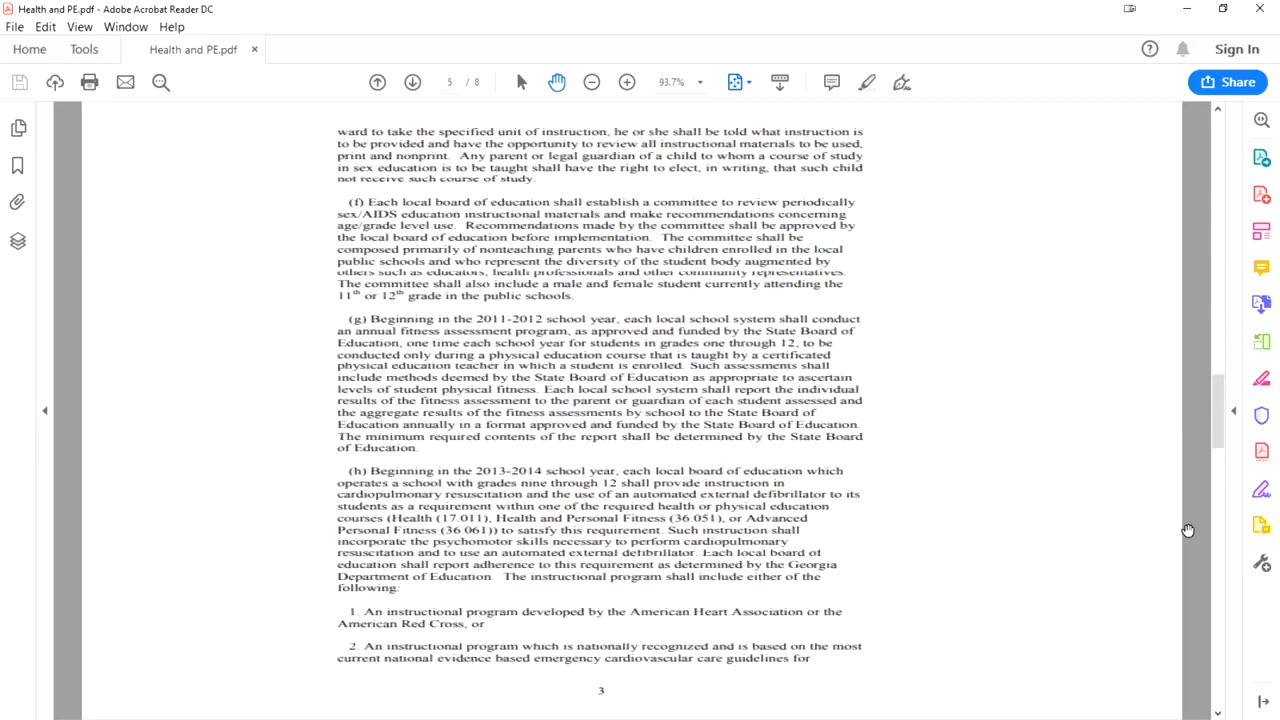 Health and PE.pdf - Adobe Acrobat Reader DC
File Edit View Window Help
Home Tools Health and PE.pdf × Sign In
5 / 8 93.7% Share
ward to take the specified unit of instruction, he or she shall be told what instruction is
to be provided and have the opportunity to review all instructional materials to be used,
print and nonprint. Any parent or legal guardian of a child to whom a course of study
in sex education is to be taught shall have the right to elect, in writing, that such child
not receive such course of study.
(f) Each local board of education shall establish a committee to review periodically
sex/AIDS education instructional materials and make recommendations concerning
age/grade level use. Recommendations made by the committee shall be approved by
the local board of education before implementation. The committee shall be
composed primarily of nonteaching parents who have children enrolled in the local
public schools and who represent the diversity of the student body augmented by
others such as educators, health professionals and other community representatives.
The committee shall also include a male and female student currently attending the
11th or 12th grade in the public schools.
(g) Beginning in the 2011-2012 school year, each local school system shall conduct
an annual fitness assessment program, as approved and funded by the State Board of
Education, one time each school year for students in grades one through 12, to be
conducted only during a physical education course that is taught by a certificated
physical education teacher in which a student is enrolled. Such assessments shall
include methods deemed by the State Board of Education as appropriate to ascertain
levels of student physical fitness. Each local school system shall report the individual
results of the fitness assessment to the parent or guardian of each student assessed and
the aggregate results of the fitness assessments by school to the State Board of
Education annually in a format approved and funded by the State Board of Education.
The minimum required contents of the report shall be determined by the State Board
of Education.
(h) Beginning in the 2013-2014 school year, each local board of education which
operates a school with grades nine through 12 shall provide instruction in
cardiopulmonary resuscitation and the use of an automated external defibrillator to its
students as a requirement within one of the required health or physical education
courses (Health (17.011), Health and Personal Fitness (36.051), or Advanced
Personal Fitness (36.061)) to satisfy this requirement. Such instruction shall
incorporate the psychomotor skills necessary to perform cardiopulmonary
resuscitation and to use an automated external defibrillator. Each local board of
education shall report adherence to this requirement as determined by the Georgia
Department of Education. The instructional program shall include either of the
following:
1. An instructional program developed by the American Heart Association or the
American Red Cross, or
2. An instructional program which is nationally recognized and is based on the most
current national evidence based emergency cardiovascular care guidelines for
3